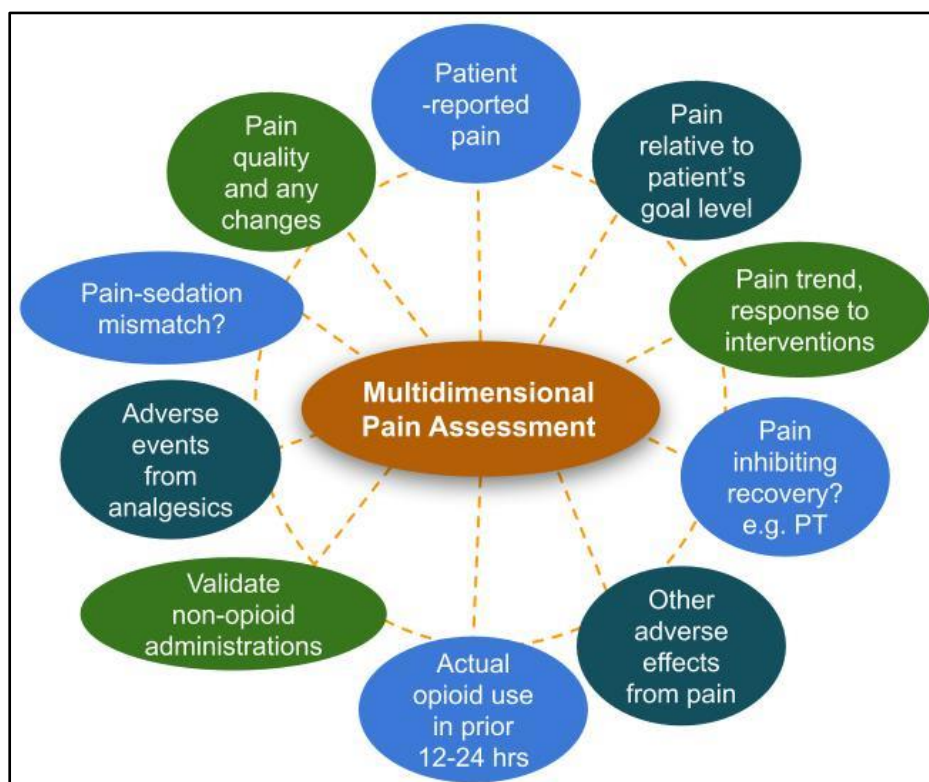 Patient
-reported
pain
Pain
relative to
patient’s
goal level
Pain trend,
response to
interventions
Pain
inhibiting
recovery?
e.g. PT
Other
adverse
effects
from pain
Actual
opioid use
in prior
12-24 hrs
Validate
non-opioid
administrations
Adverse
events
from
analgesics
Pain-sedation
mismatch?
Pain
quality
and any
changes
Multidimensional
Pain Assessment